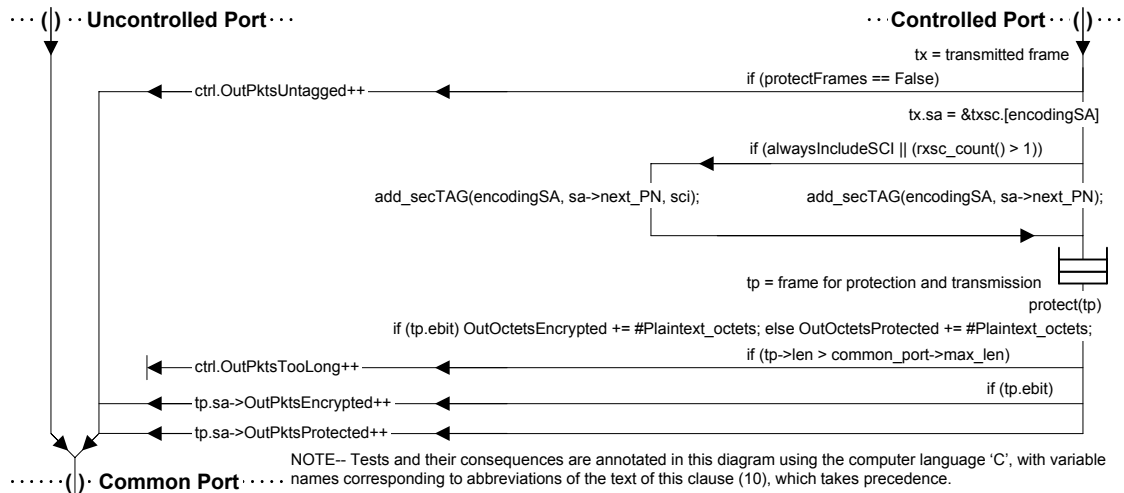 Uncontrolled Port
Controlled Port
tx = transmitted frame
if (protectFrames == False)
ctrl.OutPktsUntagged++
tx.sa = &txsc.[encodingSA]
if (alwaysIncludeSCI || (rxsc_count() > 1))
add_secTAG(encodingSA, sa->next_PN, sci);
add_secTAG(encodingSA, sa->next_PN);
tp = frame for protection and transmission
protect(tp)
if (tp.ebit) OutOctetsEncrypted += #Plaintext_octets; else OutOctetsProtected += #Plaintext_octets;
if (tp->len > common_port->max_len)
ctrl.OutPktsTooLong++
if (tp.ebit)
tp.sa->OutPktsEncrypted++
tp.sa->OutPktsProtected++
NOTE-- Tests and their consequences are annotated in this diagram using the computer language ‘C’, with variable
names corresponding to abbreviations of the text of this clause (10), which takes precedence.
Common Port